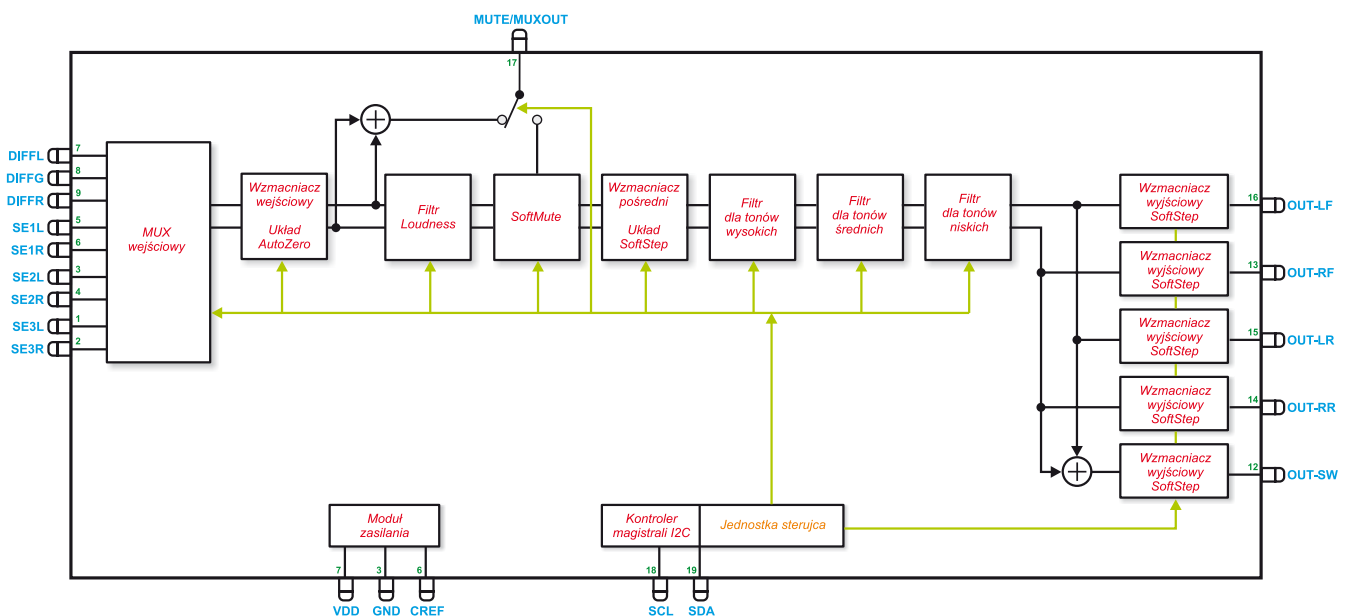 MUTE/MUXOUT
17
DIFFL
7
DIFFG
8
DIFFR
9
SE1L
5
SE1R
6
SE2L
3
SE2R
4
SE3L
1
SE3R
2
MUX
wejściowy
Wzmacniacz
wejściowy
Układ
AutoZero
Filtr
Loudness
SoftMute
Wzmacniacz
pośredni
Układ
SoftStep
Filtr
dla tonów
wysokich
Filtr
dla tonów
średnich
Filtr
dla tonów
niskich
Wzmacniacz
wyjściowy
SoftStep
16
OUT-LF
Wzmacniacz
wyjściowy
SoftStep
13
OUT-RF
Wzmacniacz
wyjściowy
SoftStep
15
OUT-LR
Wzmacniacz
wyjściowy
SoftStep
14
OUT-RR
Wzmacniacz
wyjściowy
SoftStep
12
OUT-SW
Moduł
zasilania
7
3
6
VDD
GND
CREF
Kontroler
magistrali I2C
Jednostka sterujca
18
19
SCL
SDA